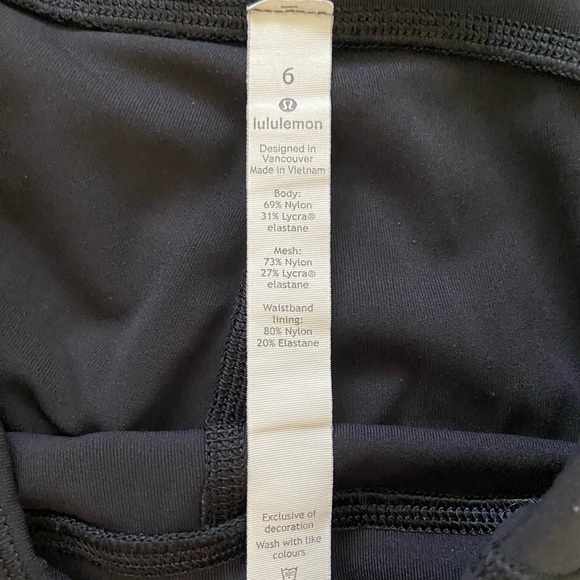 6
lululemon
Designed in
Vancouver
Made in Vietnam
Body:
69% Nylon
31% Lycra®
elastane
Mesh:
73% Nylon
27% Lycra®
elastane
Waistband
lining:
80% Nylon
20% Elastane
Exclusive of
decoration
Wash with like
colours